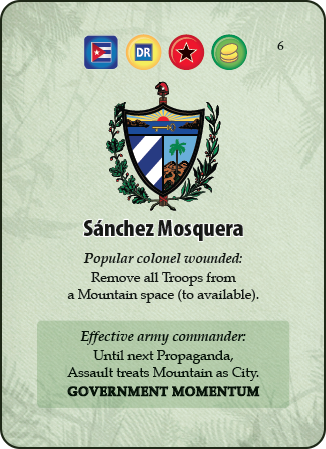 6
DR
Sánchez Mosquera
Popular colonel wounded:
Remove all Troops from
a Mountain space (to available).
Effective army commander:
Until next Propaganda,
Assault treats Mountain as City.
GOVERNMENT MOMENTUM